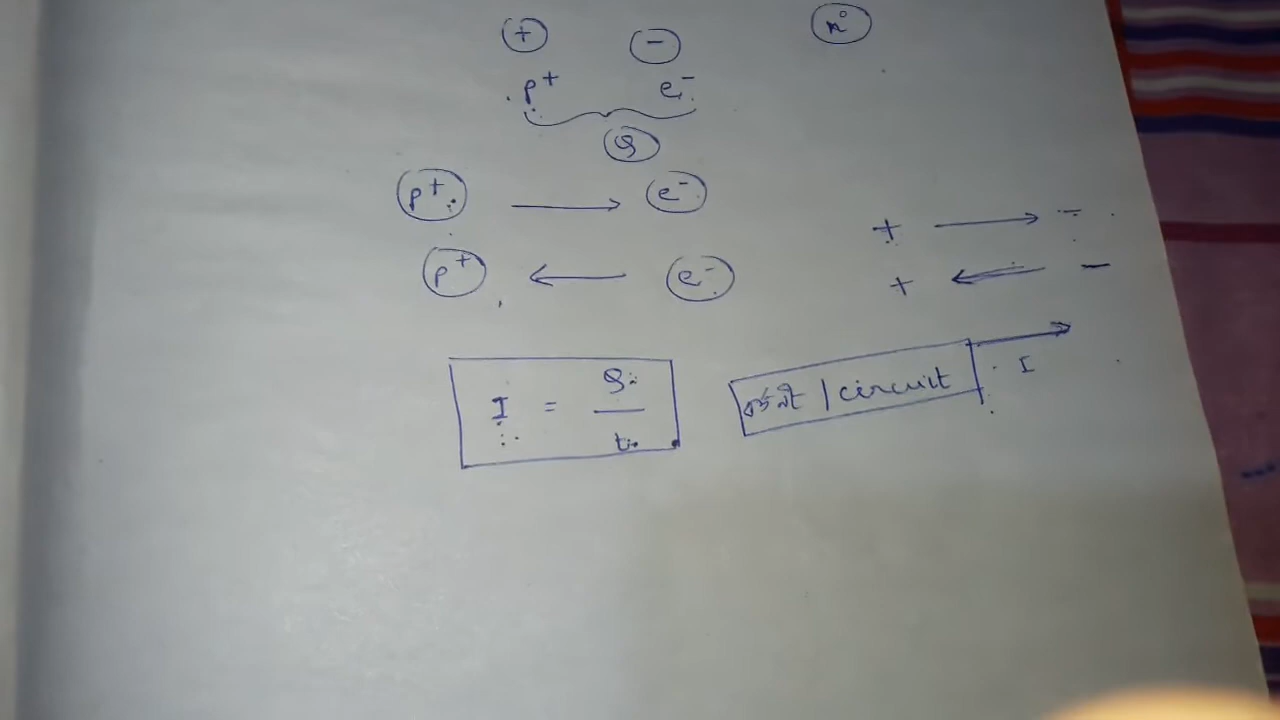 + - n°
p⁺ e⁻
Q
p⁺ → e⁻
+ → -
p⁺ ← e⁻
+ ← -
I = Q / t
/ circuit
I